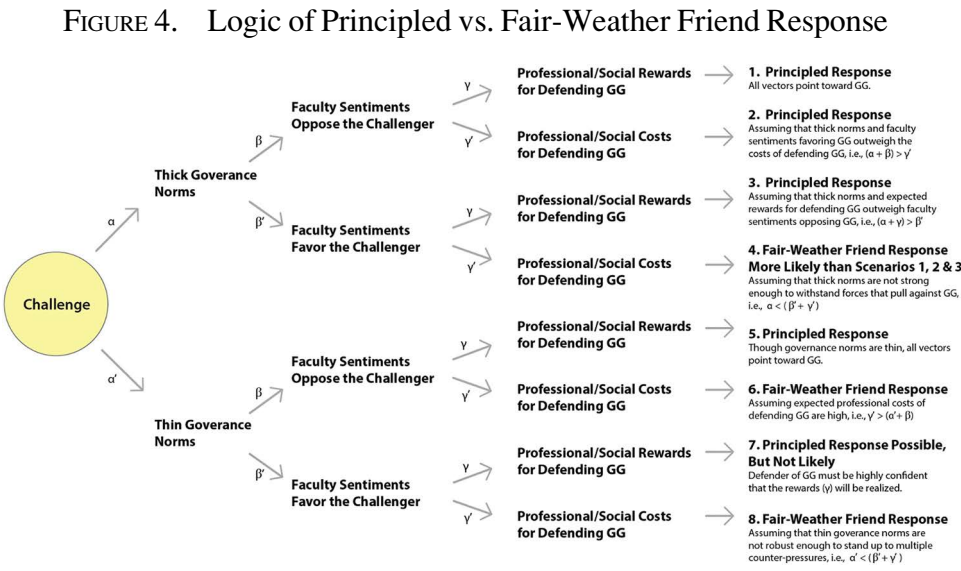 FIGURE 4. Logic of Principled vs. Fair-Weather Friend Response
Challenge
α
α′
Thick Goverance
Norms
Thin Goverance
Norms
β
β′
β
β′
Faculty Sentiments
Oppose the Challenger
Faculty Sentiments
Favor the Challenger
Faculty Sentiments
Oppose the Challenger
Faculty Sentiments
Favor the Challenger
γ
γ′
γ
γ′
γ
γ′
γ
γ′
Professional/Social Rewards
for Defending GG
Professional/Social Costs
for Defending GG
Professional/Social Rewards
for Defending GG
Professional/Social Costs
for Defending GG
Professional/Social Rewards
for Defending GG
Professional/Social Costs
for Defending GG
Professional/Social Rewards
for Defending GG
Professional/Social Costs
for Defending GG
1. Principled Response
All vectors point toward GG.
2. Principled Response
Assuming that thick norms and faculty
sentiments favoring GG outweigh the
costs of defending GG, i.e., (α + β) > γ′
3. Principled Response
Assuming that thick norms and expected
rewards for defending GG outweigh faculty
sentiments opposing GG, i.e., (α + γ) > β′
4. Fair-Weather Friend Response
More Likely than Scenarios 1, 2 & 3
Assuming that thick norms are not strong
enough to withstand forces that pull against GG,
i.e., α < ( β′ + γ′ )
5. Principled Response
Though governance norms are thin, all vectors
point toward GG.
6. Fair-Weather Friend Response
Assuming expected professional costs of
defending GG are high, i.e., γ′ > (α′ + β)
7. Principled Response Possible,
But Not Likely
Defender of GG must be highly confident
that the rewards (γ) will be realized.
8. Fair-Weather Friend Response
Assuming that thin goverance norms are
not robust enough to stand up to multiple
counter-pressures, i.e., α′ < ( β′ + γ′ )